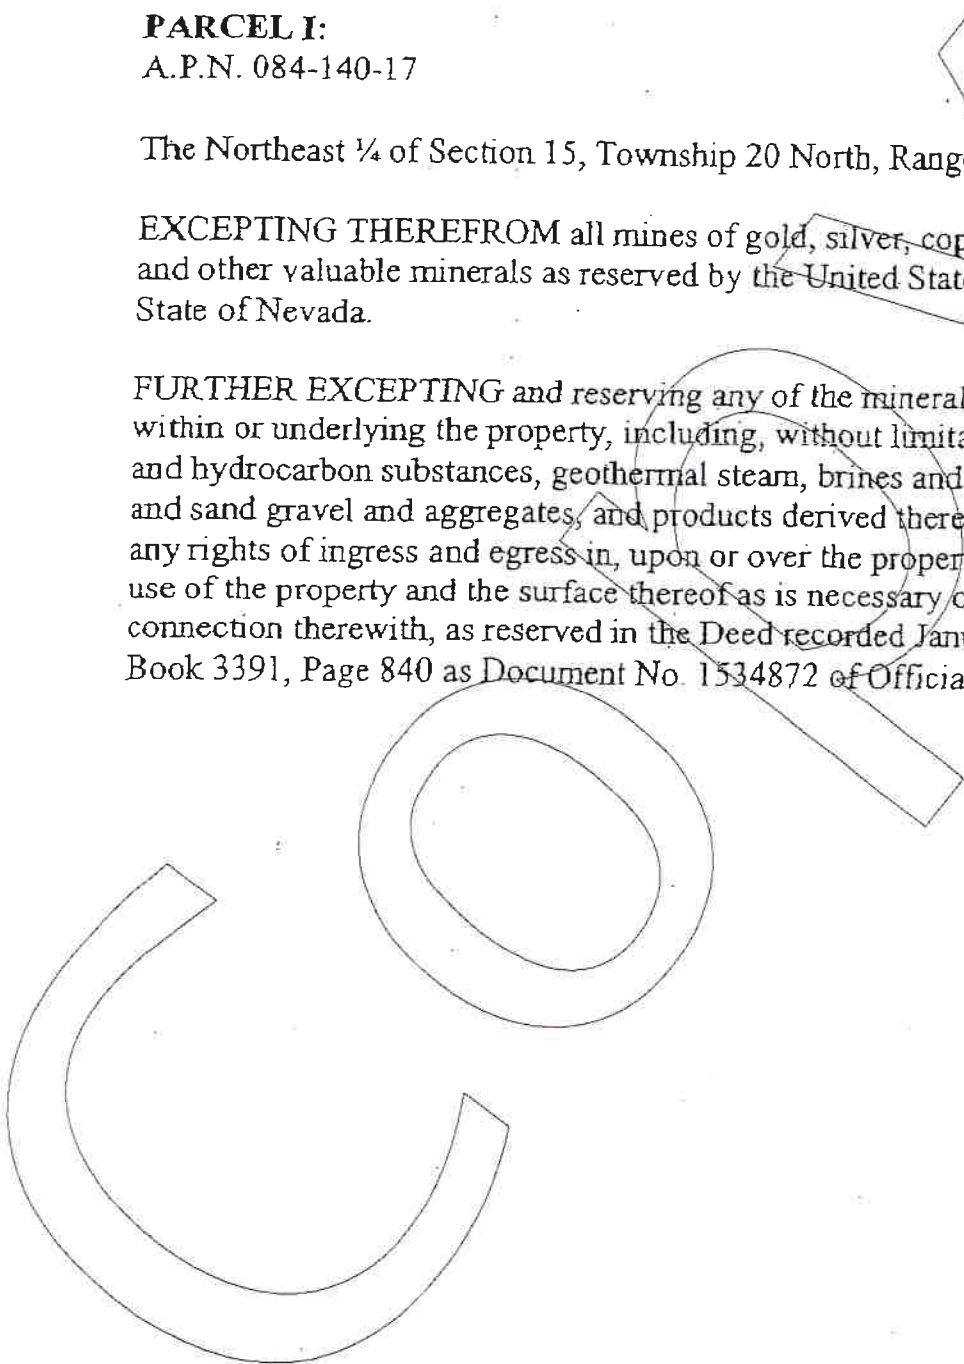 PARCEL I:
A.P.N. 084-140-17
The Northeast ¼ of Section 15, Township 20 North, Rang
EXCEPTING THEREFROM all mines of gold, silver, cop
and other valuable minerals as reserved by the United Stat
State of Nevada.
FURTHER EXCEPTING and reserving any of the mineral
within or underlying the property, including, without limita
and hydrocarbon substances, geothermal steam, brines and
and sand gravel and aggregates, and products derived there
any rights of ingress and egress in, upon or over the proper
use of the property and the surface thereof as is necessary o
connection therewith, as reserved in the Deed recorded Jan
Book 3391, Page 840 as Document No. 1534872 of Officia
Copy